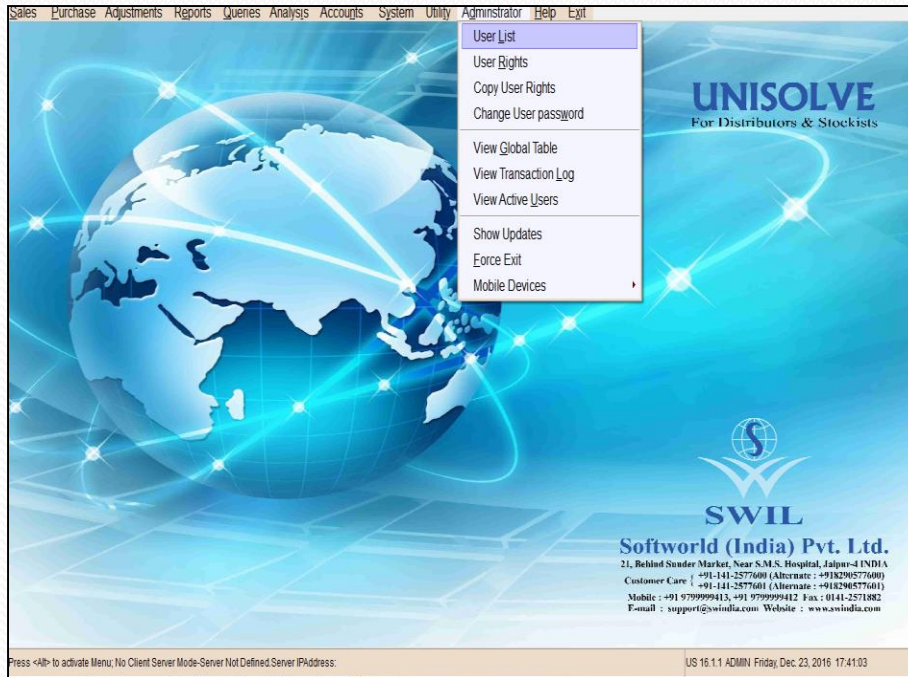 Sales Purchase Adjustments Reports Queries Analysis Accounts System Utility Adminstrator Help Exit
User List
User Rights
Copy User Rights
Change User password
View Global Table
View Transaction Log
View Active Users
Show Updates
Force Exit
Mobile Devices
UNISOLVE
For Distributors & Stockists
S
SWIL
Softworld (India) Pvt. Ltd.
21, Behind Sunder Market, Near S.M.S. Hospital, Jaipur-4 INDIA
Customer Care { +91-141-2577600 (Alternate : +918290577600)
+91-141-2577601 (Alternate : +918290577601)
Mobile : +91 9799999413, +91 9799999412 Fax : 0141-2571882
E-mail : support@swindia.com Website : www.swindia.com
Press <Alt> to activate Menu; No Client Server Mode-Server Not Defined.Server IPAddress: US 16.1.1 ADMIN Friday, Dec. 23, 2016 17:41:03